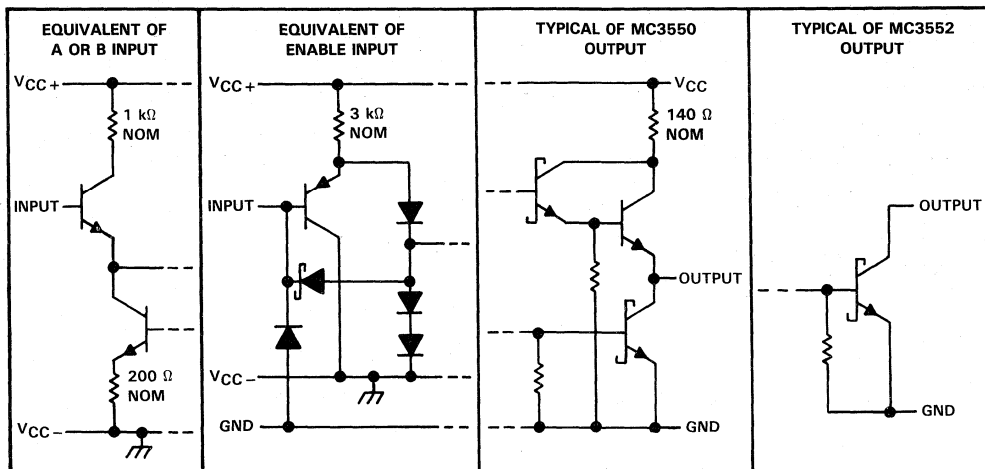 EQUIVALENT OF
A OR B INPUT
VCC+
1 kΩ
NOM
INPUT
200 Ω
NOM
VCC−
EQUIVALENT OF
ENABLE INPUT
VCC+
3 kΩ
NOM
INPUT
VCC−
GND
TYPICAL OF MC3550
OUTPUT
VCC
140 Ω
NOM
OUTPUT
GND
TYPICAL OF MC3552
OUTPUT
OUTPUT
GND